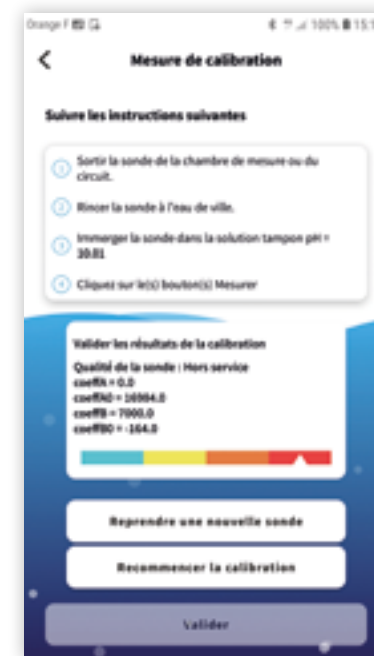 Orange F
100% 15:1
Mesure de calibration
Suivre les instructions suivantes
1 Sortir la sonde de la chambre de mesure ou du
circuit.
2 Rincer la sonde à l'eau de ville.
3 Immerger la sonde dans la solution tampon pH =
10.01
4 Cliquez sur le(s) bouton(s) Mesurer
Valider les résultats de la calibration
Qualité de la sonde : Hors service
coeffA = 0.0
coeffA0 = 16984.0
coeffB = 7000.0
coeffB0 = -164.0
Reprendre une nouvelle sonde
Recommencer la calibration
Valider